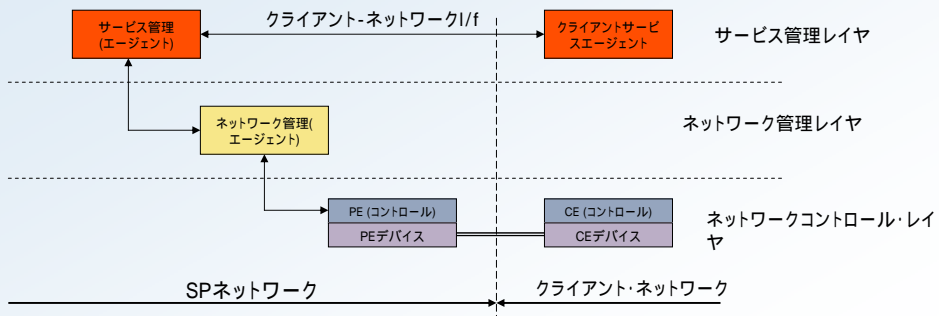 クライアント-ネットワークI/f
サービス管理
(エージェント)
クライアントサービ
スエージェント
サービス管理レイヤ
ネットワーク管理(
エージェント)
ネットワーク管理レイヤ
PE (コントロール)
PEデバイス
CE (コントロール)
CEデバイス
ネットワークコントロール・レイ
ヤ
SPネットワーク
クライアント・ネットワーク